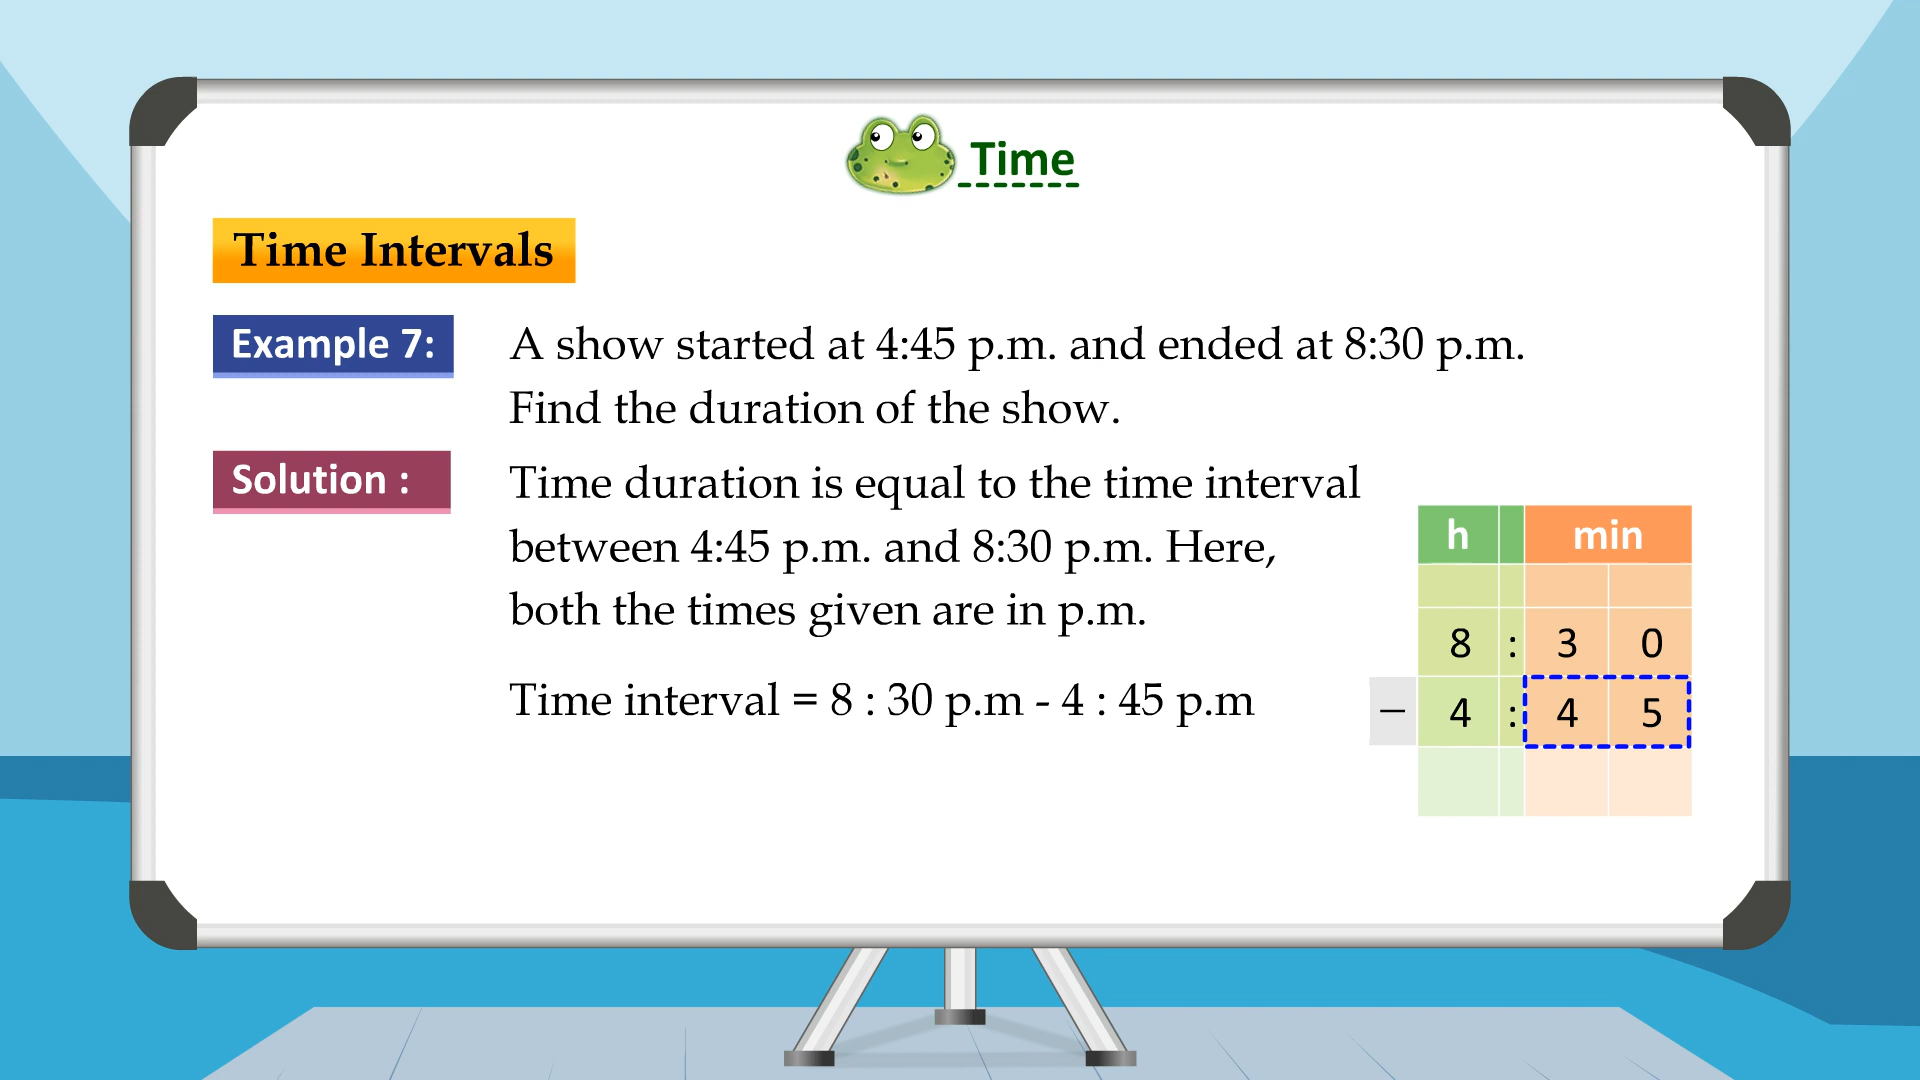 Time
Time Intervals
Example 7:
A show started at 4:45 p.m. and ended at 8:30 p.m.
Find the duration of the show.
Solution :
Time duration is equal to the time interval
between 4:45 p.m. and 8:30 p.m. Here,
both the times given are in p.m.
Time interval = 8 : 30 p.m - 4 : 45 p.m
h min
8 : 3 0
– 4 : 4 5